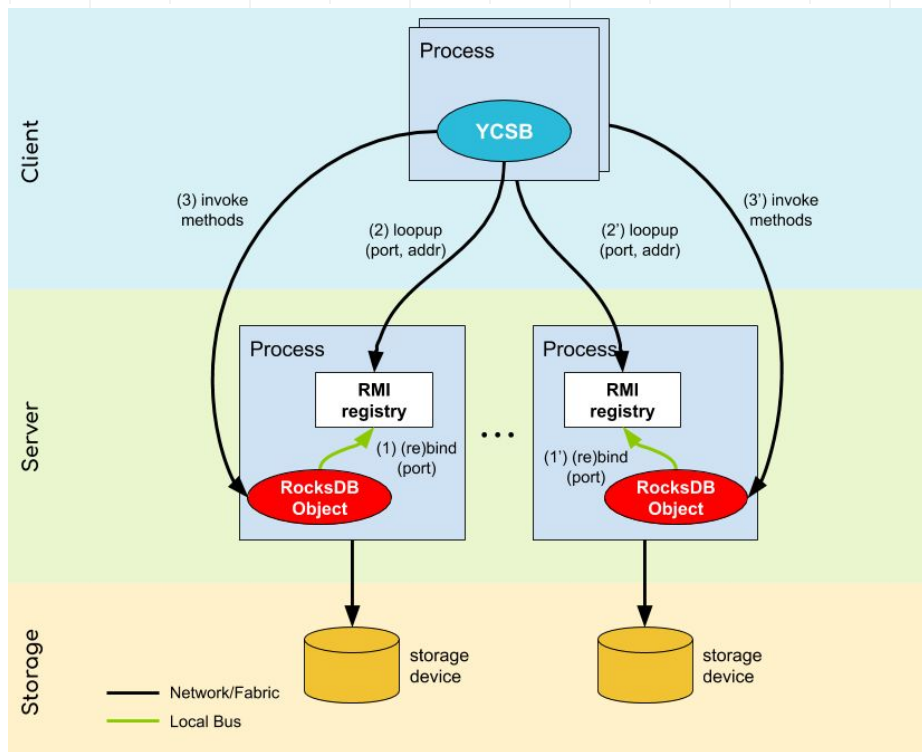 Client
Process
YCSB
(3) invoke
methods
(2) loopup
(port, addr)
(2') loopup
(port, addr)
(3') invoke
methods
Server
Process
RMI
registry
(1) (re)bind
(port)
RocksDB
Object
...
Process
RMI
registry
(1') (re)bind
(port)
RocksDB
Object
Storage
storage
device
storage
device
Network/Fabric
Local Bus